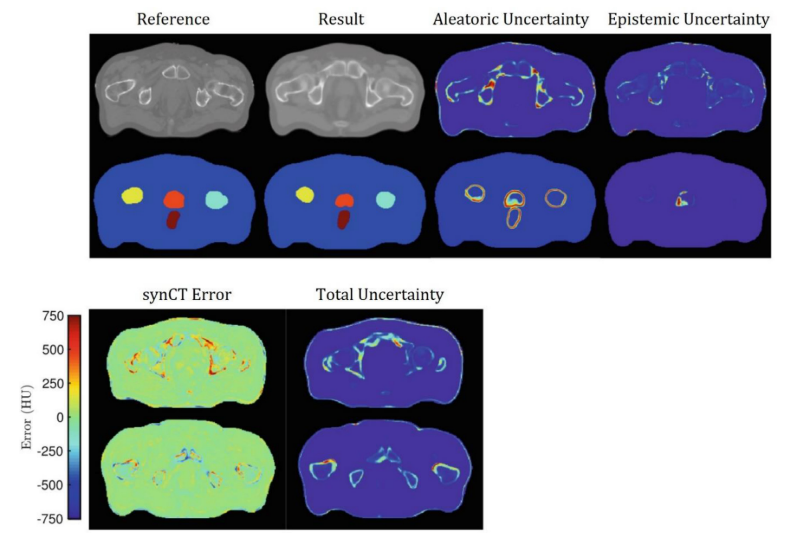 Reference Result Aleatoric Uncertainty Epistemic Uncertainty
synCT Error Total Uncertainty
750
500
250
0
-250
-500
-750
Error (HU)